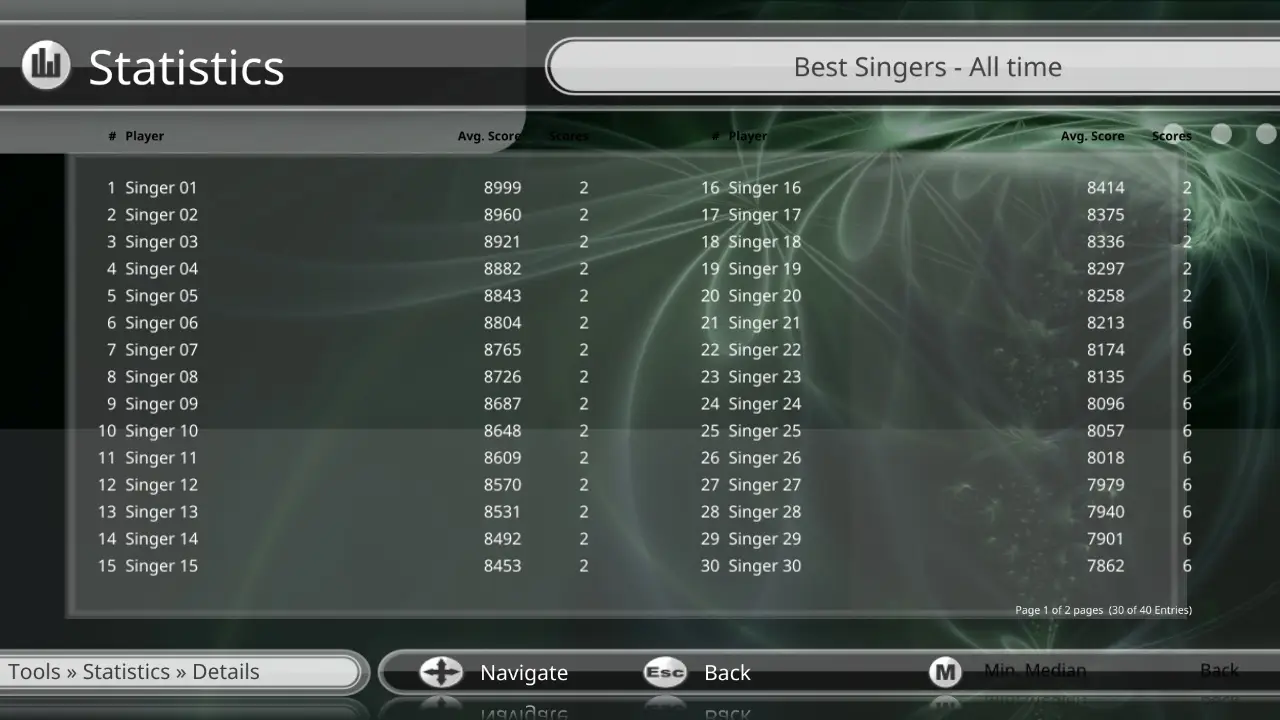 Statistics
Best Singers - All time
# Player Avg. Score Scores # Player Avg. Score Scores
1 Singer 01 8999 2 16 Singer 16 8414 2
2 Singer 02 8960 2 17 Singer 17 8375 2
3 Singer 03 8921 2 18 Singer 18 8336 2
4 Singer 04 8882 2 19 Singer 19 8297 2
5 Singer 05 8843 2 20 Singer 20 8258 2
6 Singer 06 8804 2 21 Singer 21 8213 6
7 Singer 07 8765 2 22 Singer 22 8174 6
8 Singer 08 8726 2 23 Singer 23 8135 6
9 Singer 09 8687 2 24 Singer 24 8096 6
10 Singer 10 8648 2 25 Singer 25 8057 6
11 Singer 11 8609 2 26 Singer 26 8018 6
12 Singer 12 8570 2 27 Singer 27 7979 6
13 Singer 13 8531 2 28 Singer 28 7940 6
14 Singer 14 8492 2 29 Singer 29 7901 6
15 Singer 15 8453 2 30 Singer 30 7862 6
Page 1 of 2 pages (30 of 40 Entries)
Tools » Statistics » Details Navigate Esc Back M Min. Median Back